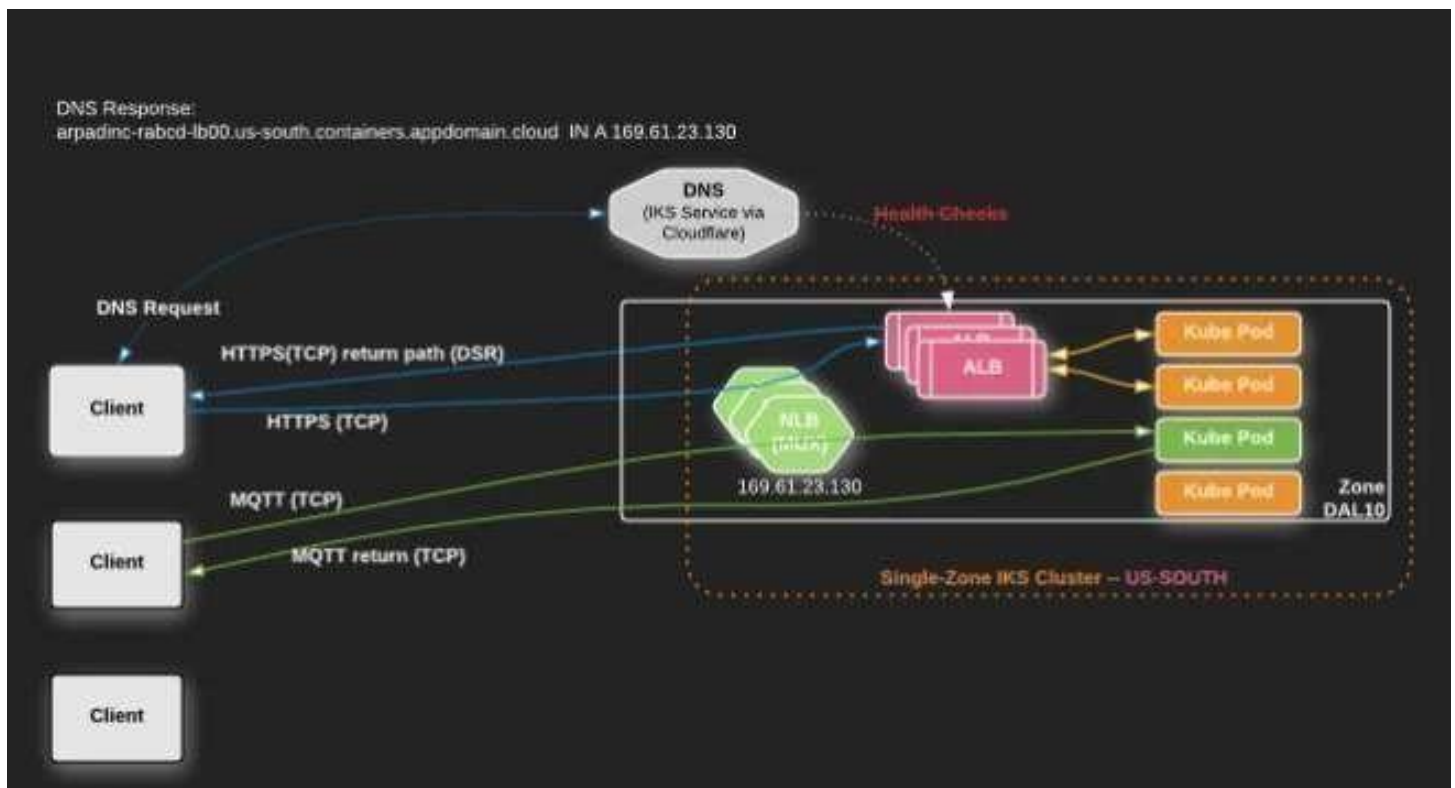 DNS Response:
arpadinc-rabcd-lb00.us-south.containers.appdomain.cloud IN A 169.61.23.130
DNS
(IKS Service via
Cloudflare)
Health Checks
DNS Request
HTTPS(TCP) return path (DSR)
ALB
ALB
Kube Pod
Kube Pod
Kube Pod
Kube Pod
Client
HTTPS (TCP)
NLB
(MUX)
169.61.23.130
Zone
DAL10
MQTT (TCP)
MQTT return (TCP)
Client
Single-Zone IKS Cluster – US-SOUTH
Client